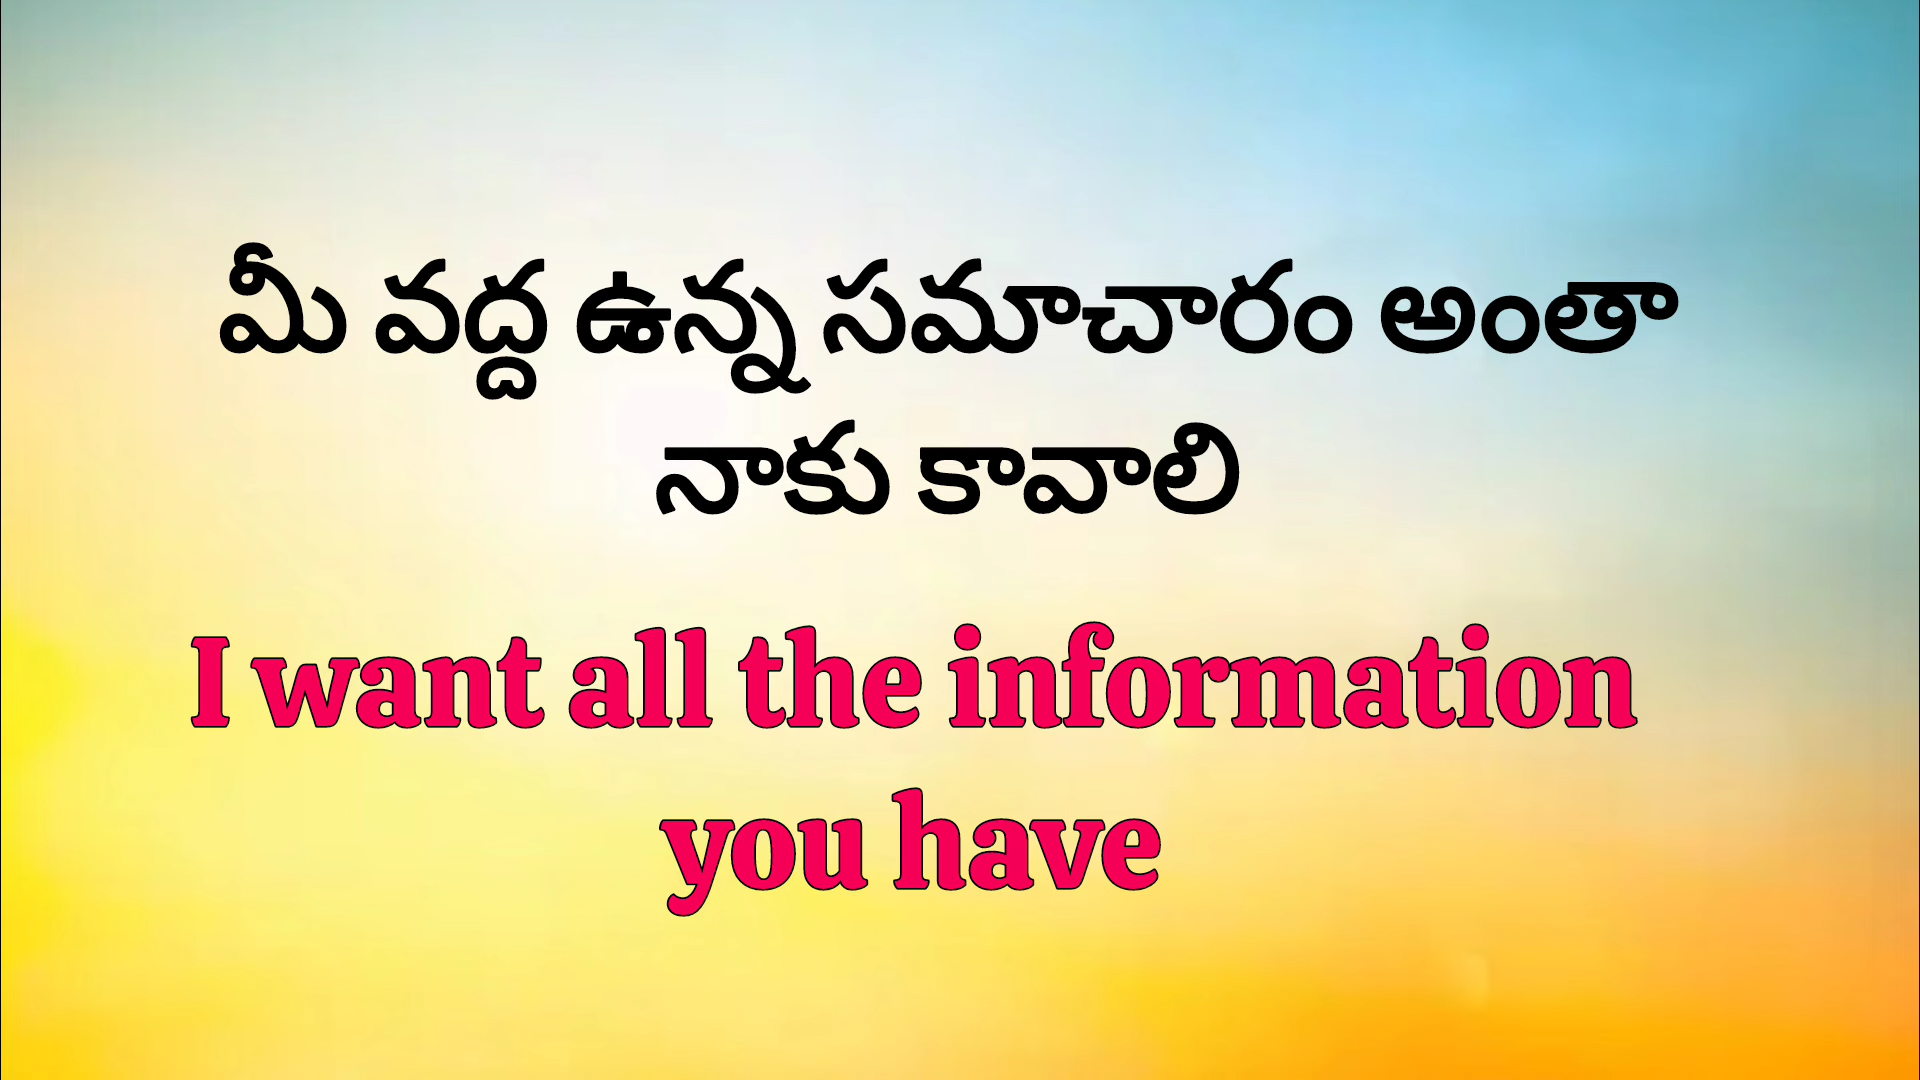 మీ వద్ద ఉన్న సమాచారం అంతా
నాకు కావాలి
I want all the information
you have